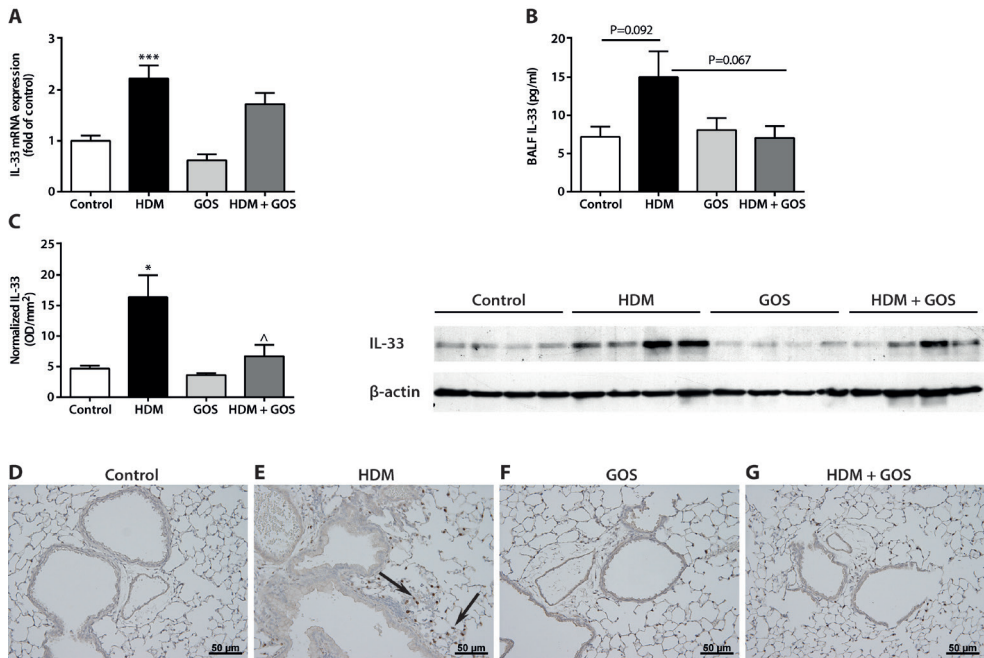 A
IL-33 mRNA expression
(fold of control)
3
2
1
0
***
Control HDM GOS HDM + GOS
B
BALF IL-33 (pg/ml)
20
15
10
5
0
P=0.092
P=0.067
Control HDM GOS HDM + GOS
C
Normalized IL-33
(OD/mm²)
25
20
15
10
5
0
*
^
Control HDM GOS HDM + GOS
Control HDM GOS HDM + GOS
IL-33
β-actin
D Control
50 µm
E HDM
50 µm
F GOS
50 µm
G HDM + GOS
50 µm